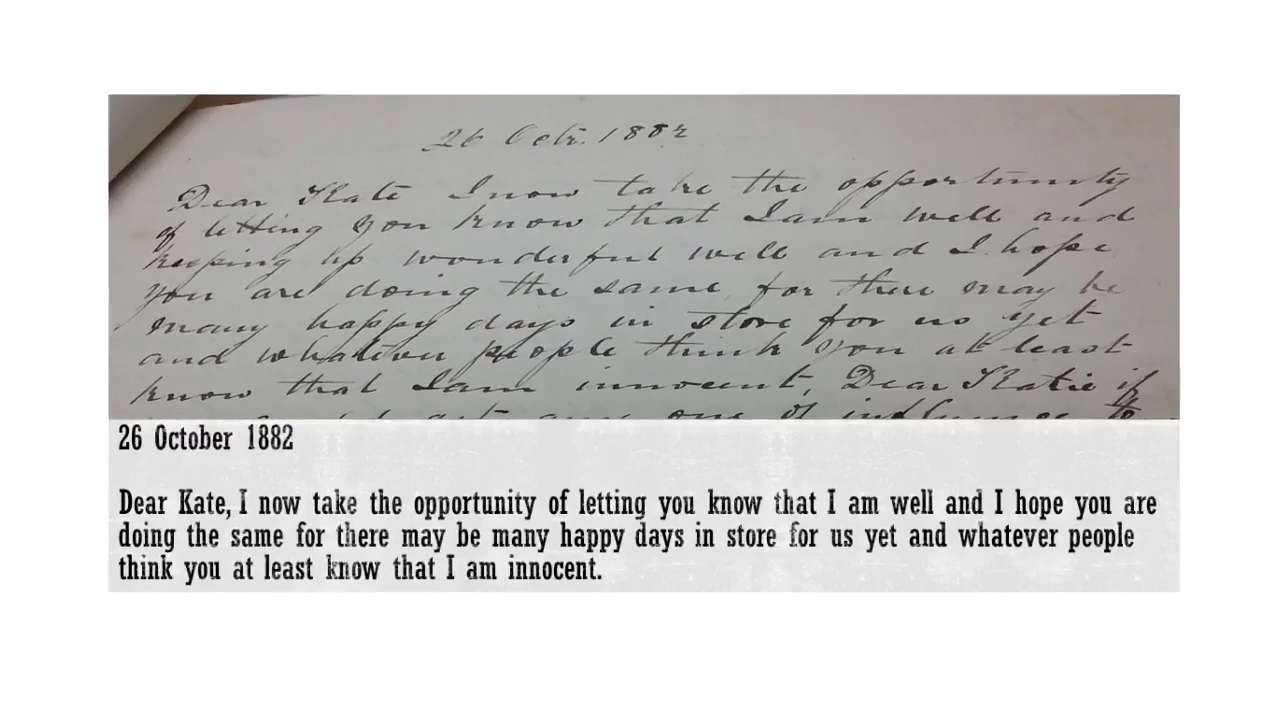 26 Octr. 1882
Dear Kate I now take the opportunity
of letting you know that I am well and
keeping up wonderful well and I hope
you are doing the same, for there may be
many happy days in store for us yet
and whatever people think you at least
know that I am innocent, Dear Katie if
one of influence to
26 October 1882
Dear Kate, I now take the opportunity of letting you know that I am well and I hope you are
doing the same for there may be many happy days in store for us yet and whatever people
think you at least know that I am innocent.